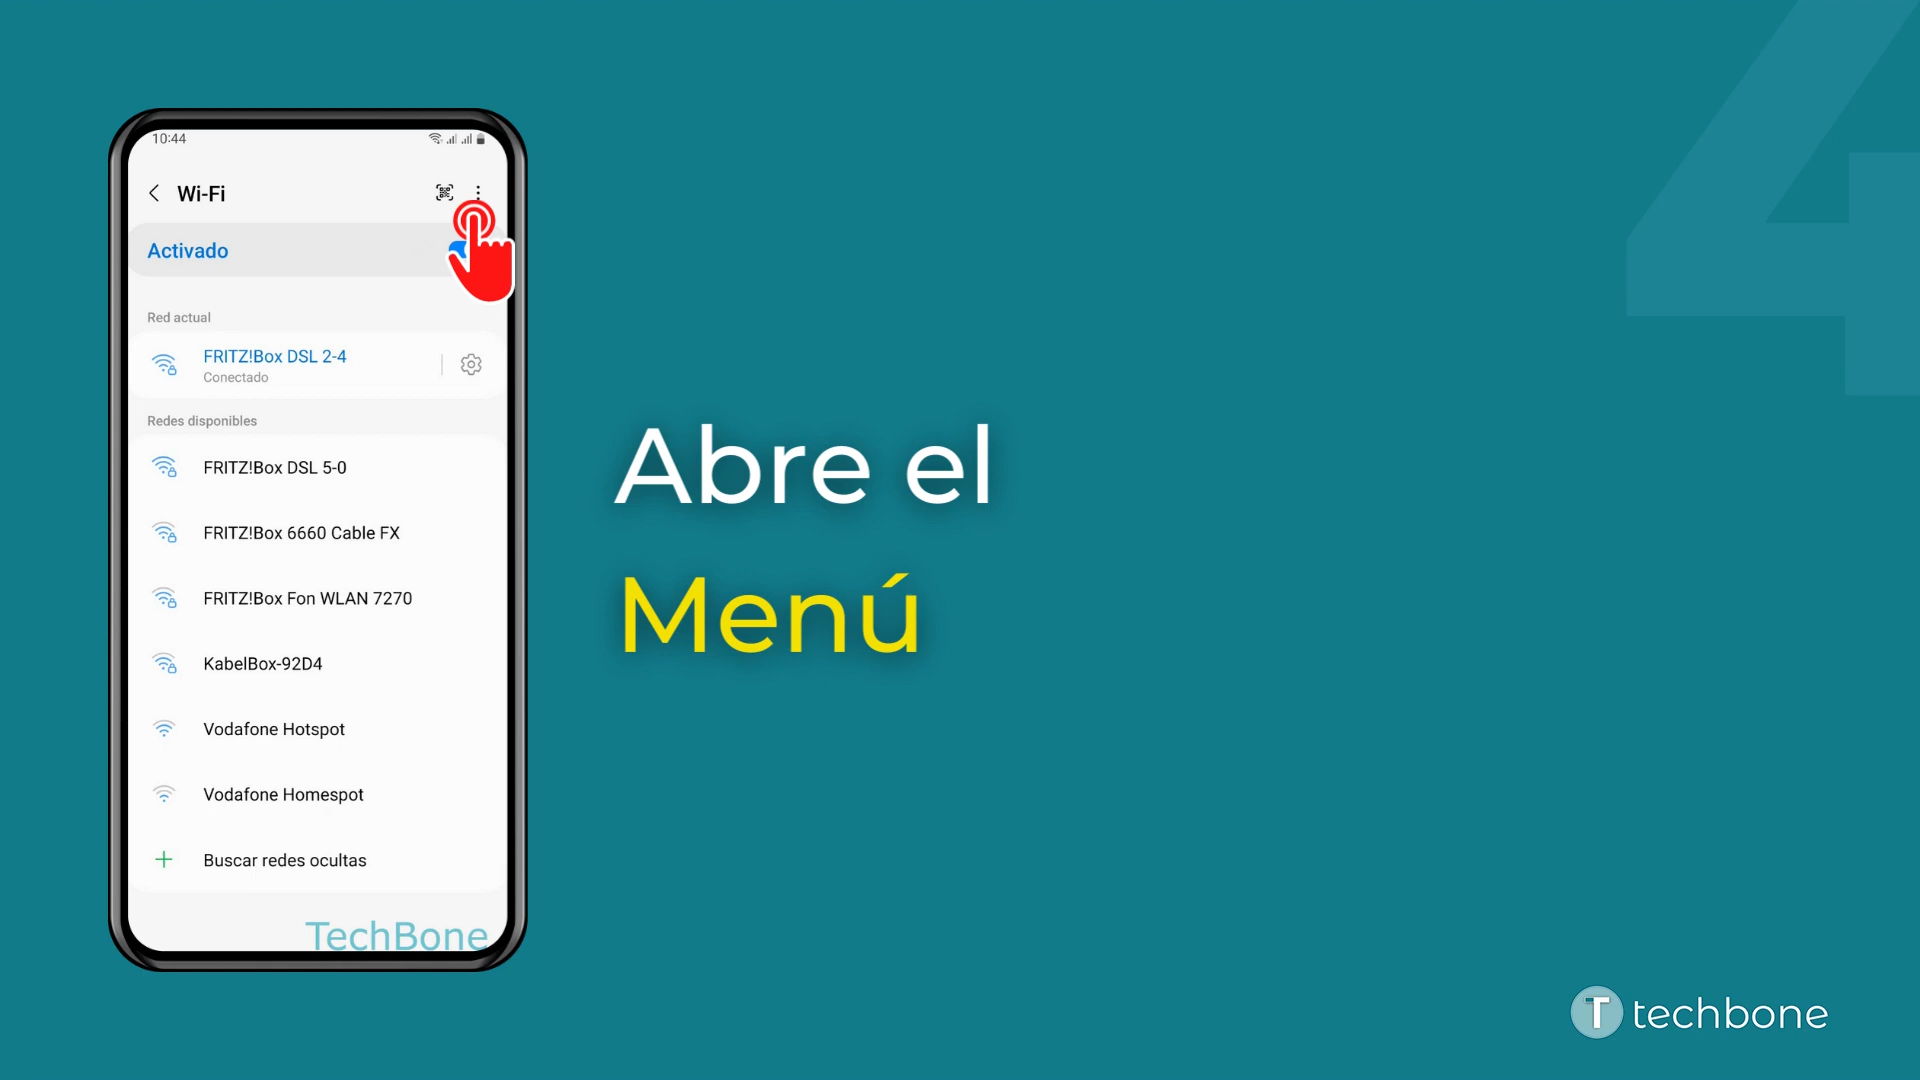 4
10:44
Wi-Fi
Activado
Red actual
FRITZ!Box DSL 2-4
Conectado
Redes disponibles
FRITZ!Box DSL 5-0
FRITZ!Box 6660 Cable FX
FRITZ!Box Fon WLAN 7270
KabelBox-92D4
Vodafone Hotspot
Vodafone Homespot
Buscar redes ocultas
TechBone
Abre el
Menú
T techbone